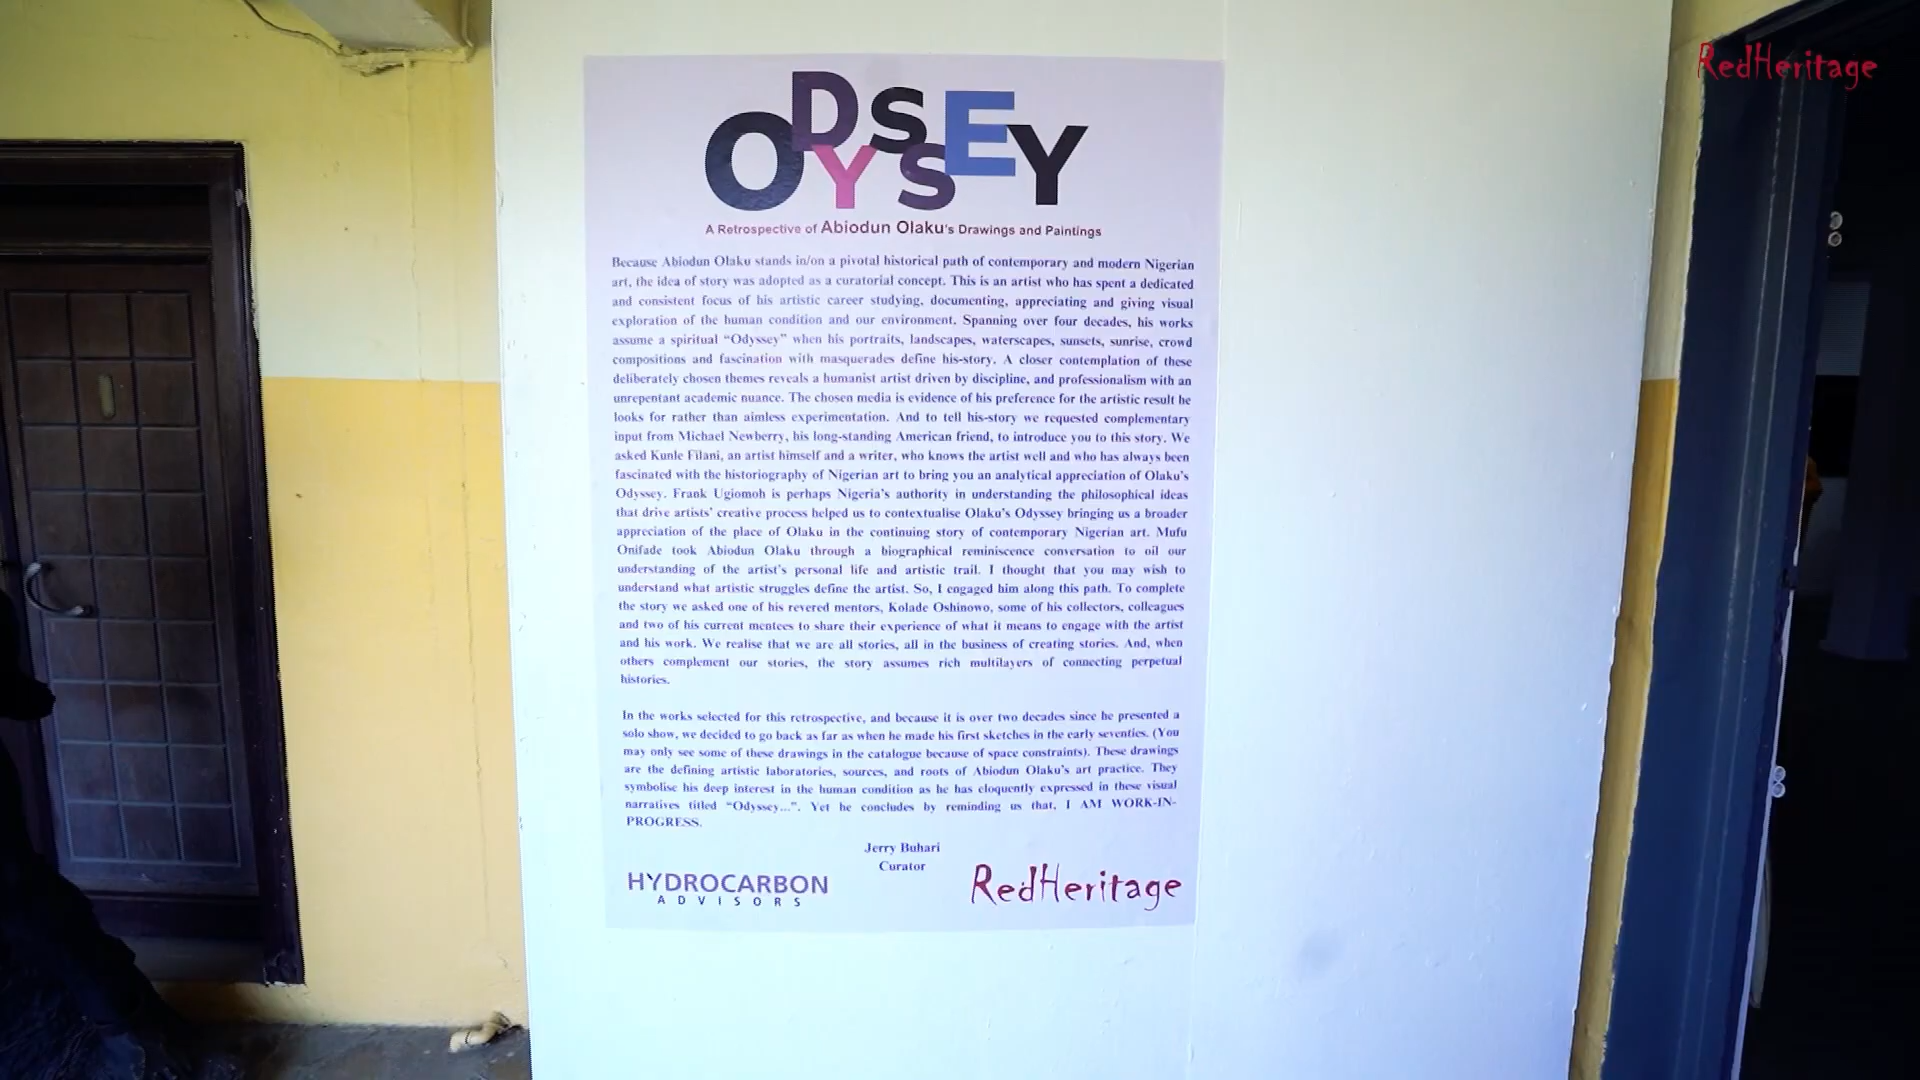 RedHeritage
ODYSSEY
A Retrospective of Abiodun Olaku's Drawings and Paintings
Because Abiodun Olaku stands in/on a pivotal historical path of contemporary and modern Nigerian
art, the idea of story was adopted as a curatorial concept. This is an artist who has spent a dedicated
and consistent focus of his artistic career studying, documenting, appreciating and giving visual
exploration of the human condition and our environment. Spanning over four decades, his works
assume a spiritual “Odyssey” when his portraits, landscapes, waterscapes, sunsets, sunrise, crowd
compositions and fascination with masquerades define his-story. A closer contemplation of these
deliberately chosen themes reveals a humanist artist driven by discipline, and professionalism with an
unrepentant academic nuance. The chosen media is evidence of his preference for the artistic result he
looks for rather than aimless experimentation. And to tell his-story we requested complementary
input from Michael Newberry, his long-standing American friend, to introduce you to this story. We
asked Kunle Filani, an artist himself and a writer, who knows the artist well and who has always been
fascinated with the historiography of Nigerian art to bring you an analytical appreciation of Olaku's
Odyssey. Frank Ugiomoh is perhaps Nigeria's authority in understanding the philosophical ideas
that drive artists' creative process helped us to contextualise Olaku's Odyssey bringing us a broader
appreciation of the place of Olaku in the continuing story of contemporary Nigerian art. Mufu
Onifade took Abiodun Olaku through a biographical reminiscence conversation to oil our
understanding of the artist's personal life and artistic trail. I thought that you may wish to
understand what artistic struggles define the artist. So, I engaged him along this path. To complete
the story we asked one of his revered mentors, Kolade Oshinowo, some of his collectors, colleagues
and two of his current mentees to share their experience of what it means to engage with the artist
and his work. We realise that we are all stories, all in the business of creating stories. And, when
others complement our stories, the story assumes rich multilayers of connecting perpetual
histories.
In the works selected for this retrospective, and because it is over two decades since he presented a
solo show, we decided to go back as far as when he made his first sketches in the early seventies. (You
may only see some of these drawings in the catalogue because of space constraints). These drawings
are the defining artistic laboratories, sources, and roots of Abiodun Olaku's art practice. They
symbolise his deep interest in the human condition as he has eloquently expressed in these visual
narratives titled “Odyssey...”. Yet he concludes by reminding us that, I AM WORK-IN-
PROGRESS.
Jerry Buhari
Curator
HYDROCARBON
ADVISORS
RedHeritage